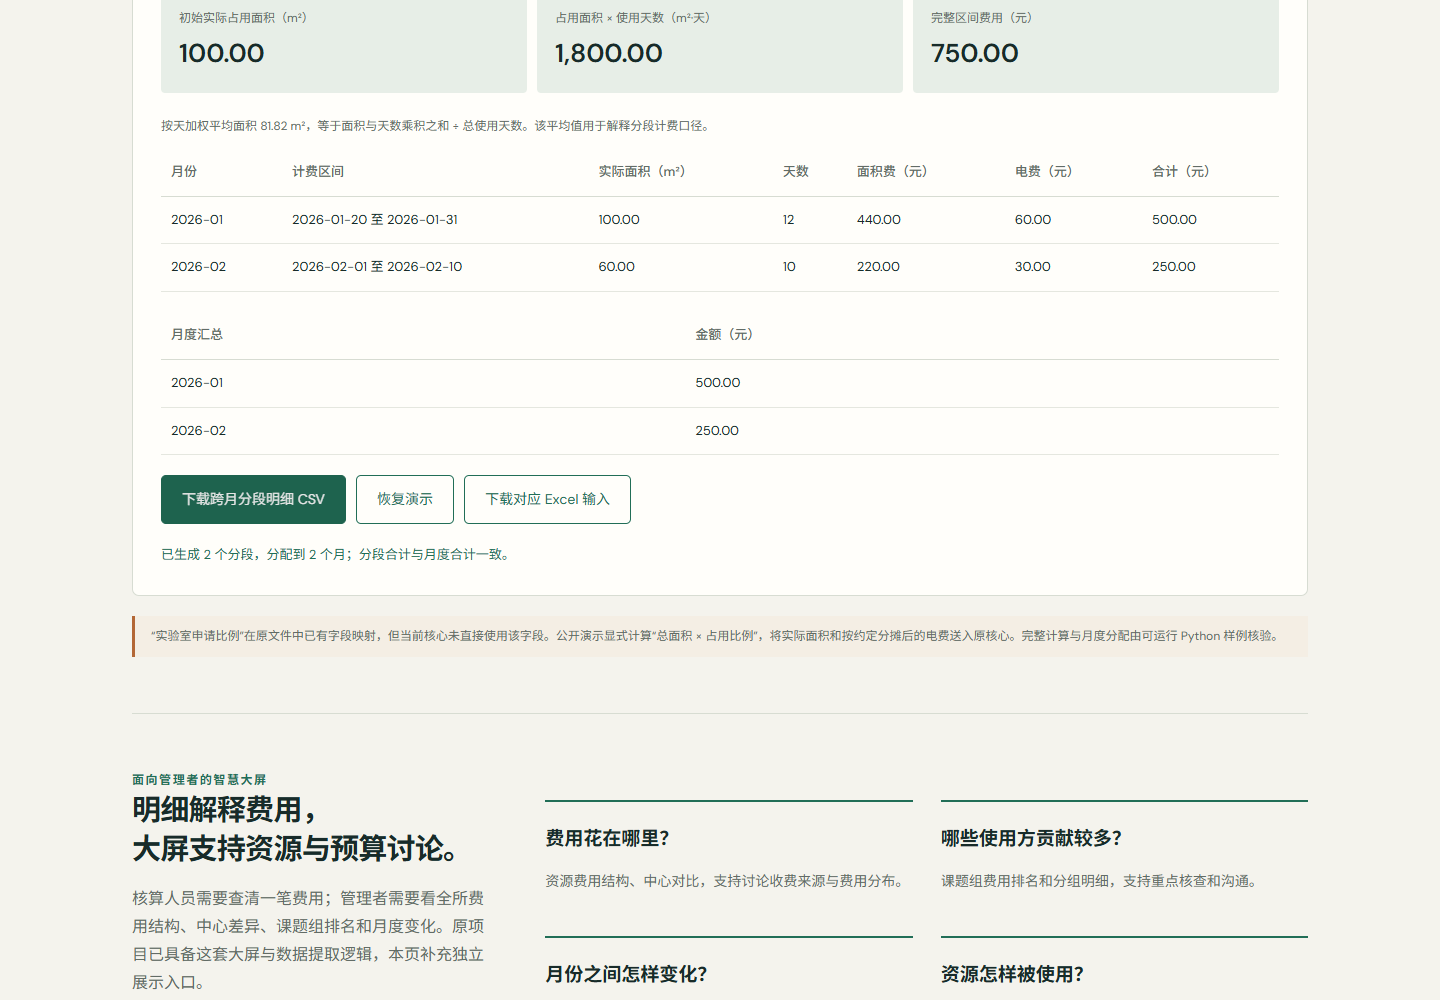 初始实际占用面积（m²） 占用面积 × 使用天数（m²·天） 完整区间费用（元）
100.00 1,800.00 750.00
按天加权平均面积 81.82 m²，等于面积与天数乘积之和 ÷ 总使用天数。该平均值用于解释分段计费口径。
月份 计费区间 实际面积（m²） 天数 面积费（元） 电费（元） 合计（元）
2026-01 2026-01-20 至 2026-01-31 100.00 12 440.00 60.00 500.00
2026-02 2026-02-01 至 2026-02-10 60.00 10 220.00 30.00 250.00
月度汇总 金额（元）
2026-01 500.00
2026-02 250.00
下载跨月分段明细 CSV 恢复演示 下载对应 Excel 输入
已生成 2 个分段，分配到 2 个月；分段合计与月度合计一致。
“实验室申请比例”在原文件中已有字段映射，但当前核心未直接使用该字段。公开演示显式计算“总面积 × 占用比例”，将实际面积和按约定分摊后的电费送入原核心。完整计算与月度分配由可运行 Python 样例核验。
面向管理者的智慧大屏
明细解释费用，
大屏支持资源与预算讨论。
核算人员需要查清一笔费用；管理者需要看全所费
用结构、中心差异、课题组排名和月度变化。原项
目已具备这套大屏与数据提取逻辑，本页补充独立
展示入口。
费用花在哪里？
资源费用结构、中心对比，支持讨论收费来源与费用分布。
哪些使用方贡献较多？
课题组费用排名和分组明细，支持重点核查和沟通。
月份之间怎样变化？
资源怎样被使用？